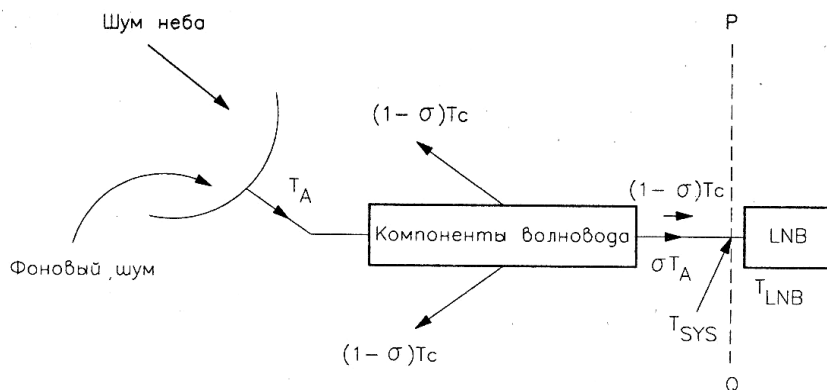 Шум неба
P
(1- σ)Tc
T_A
(1- σ)Tc
Компоненты волновода
LNB
Фоновый шум
σT_A
T_LNB
T_SYS
(1- σ)Tc
Q